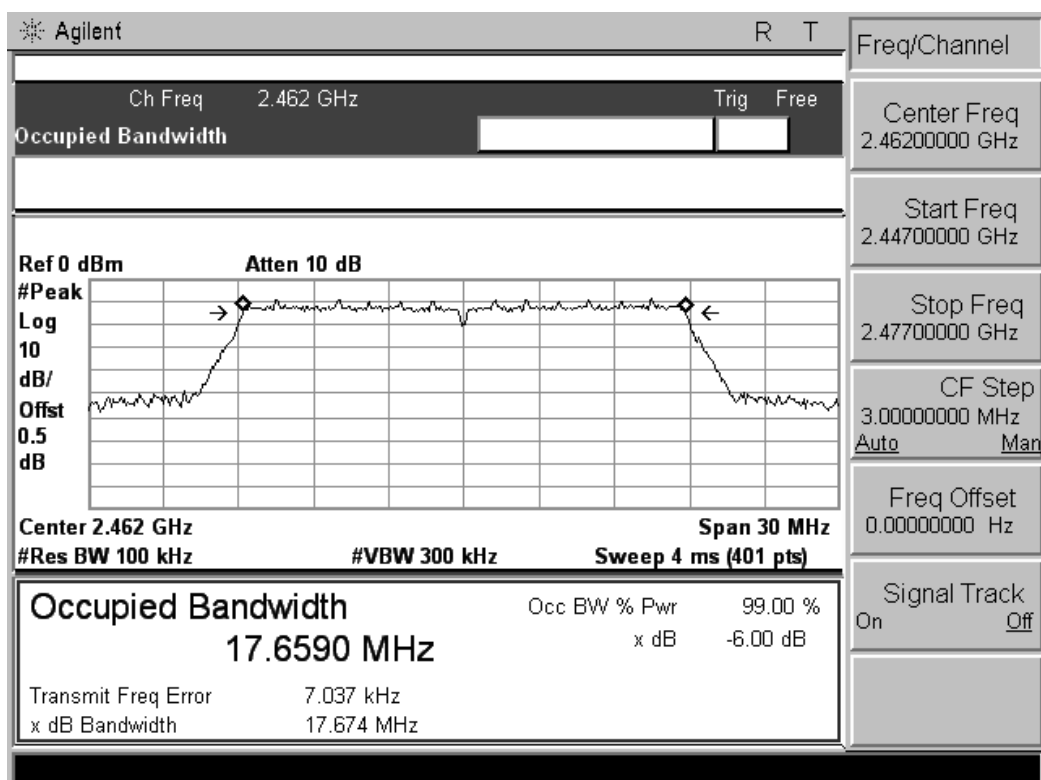 Agilent R T
Ch Freq 2.462 GHz Trig Free
Occupied Bandwidth
Ref 0 dBm Atten 10 dB
#Peak
Log
10
dB/
Offst
0.5
dB
Center 2.462 GHz Span 30 MHz
#Res BW 100 kHz #VBW 300 kHz Sweep 4 ms (401 pts)
Occupied Bandwidth
17.6590 MHz
Occ BW % Pwr 99.00 %
x dB -6.00 dB
Transmit Freq Error 7.037 kHz
x dB Bandwidth 17.674 MHz
Freq/Channel
Center Freq
2.46200000 GHz
Start Freq
2.44700000 GHz
Stop Freq
2.47700000 GHz
CF Step
3.00000000 MHz
Auto Man
Freq Offset
0.00000000 Hz
Signal Track
On Off